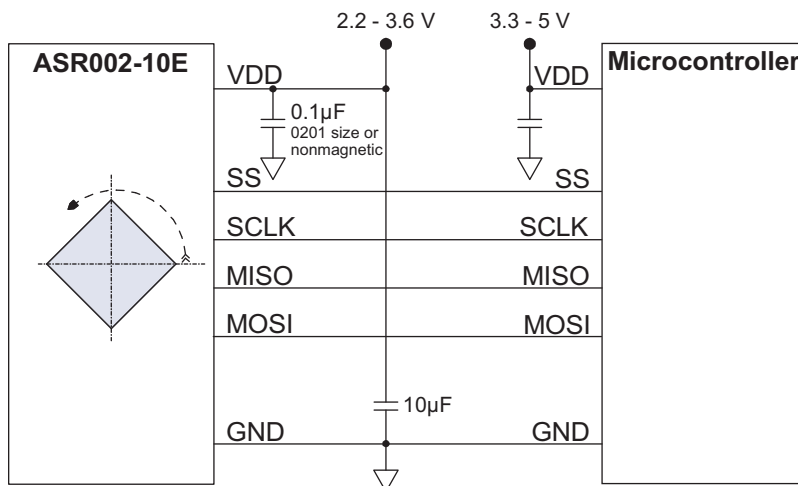 2.2 - 3.6 V
3.3 - 5 V
ASR002-10E
Microcontroller
VDD
VDD
0.1µF
0201 size or
nonmagnetic
SS
SS
SCLK
SCLK
MISO
MISO
MOSI
MOSI
10µF
GND
GND